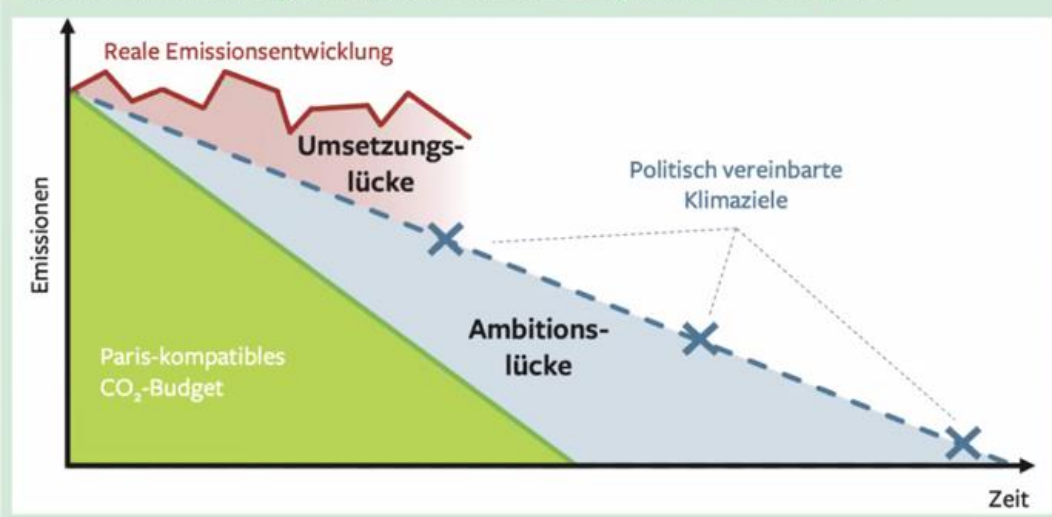 Reale Emissionsentwicklung
Umsetzungs-
lücke
Politisch vereinbarte
Klimaziele
Emissionen
Ambitions-
lücke
Paris-kompatibles
CO₂-Budget
Zeit